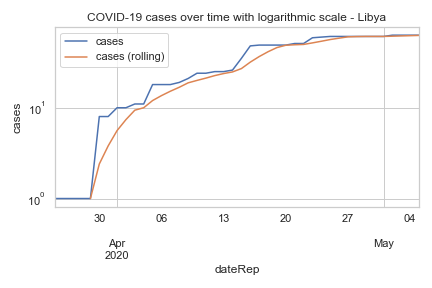 COVID-19 cases over time with logarithmic scale - Libya
cases
cases (rolling)
10¹
10⁰
cases
30 06 13 20 27 04
Apr May
2020
dateRep